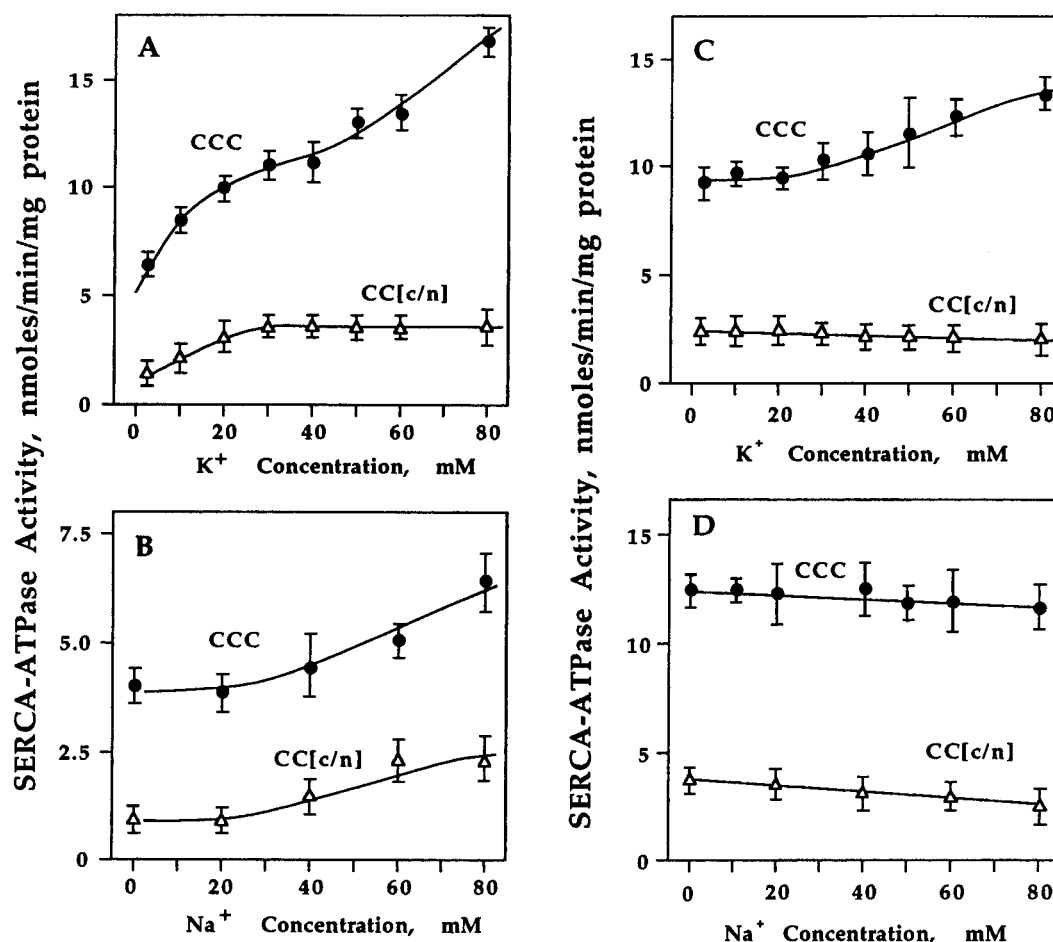 SERCA-ATPase Activity, nmoles/min/mg protein
A
15
10
5
0
CCC
CC[c/n]
0 20 40 60 80
K+ Concentration, mM
B
7.5
5.0
2.5
0
CCC
CC[c/n]
0 20 40 60 80
Na+ Concentration, mM
SERCA-ATPase Activity, nmoles/min/mg protein
C
15
10
5
0
CCC
CC[c/n]
0 20 40 60 80
K+ Concentration, mM
D
15
10
5
0
CCC
CC[c/n]
0 20 40 60 80
Na+ Concentration, mM